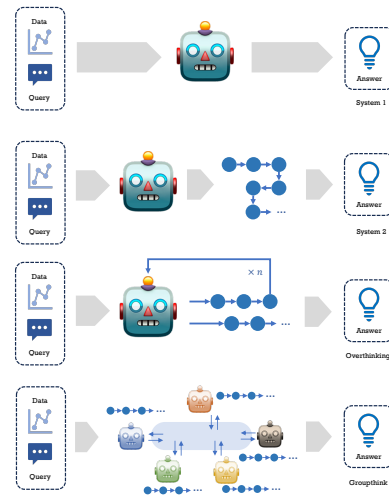 Data
Query
Answer
System 1
Data
Query
...
Answer
System 2
Data
Query
× n
...
Answer
Overthinking
Data
Query
...
...
...
...
...
Answer
Groupthink